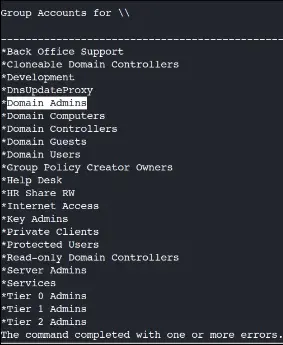 Group Accounts for \\
-------------------------------------------
*Back Office Support
*Cloneable Domain Controllers
*Development
*DnsUpdateProxy
*Domain Admins
*Domain Computers
*Domain Controllers
*Domain Guests
*Domain Users
*Group Policy Creator Owners
*Help Desk
*HR Share RW
*Internet Access
*Key Admins
*Private Clients
*Protected Users
*Read-only Domain Controllers
*Server Admins
*Services
*Tier 0 Admins
*Tier 1 Admins
*Tier 2 Admins
The command completed with one or more errors.